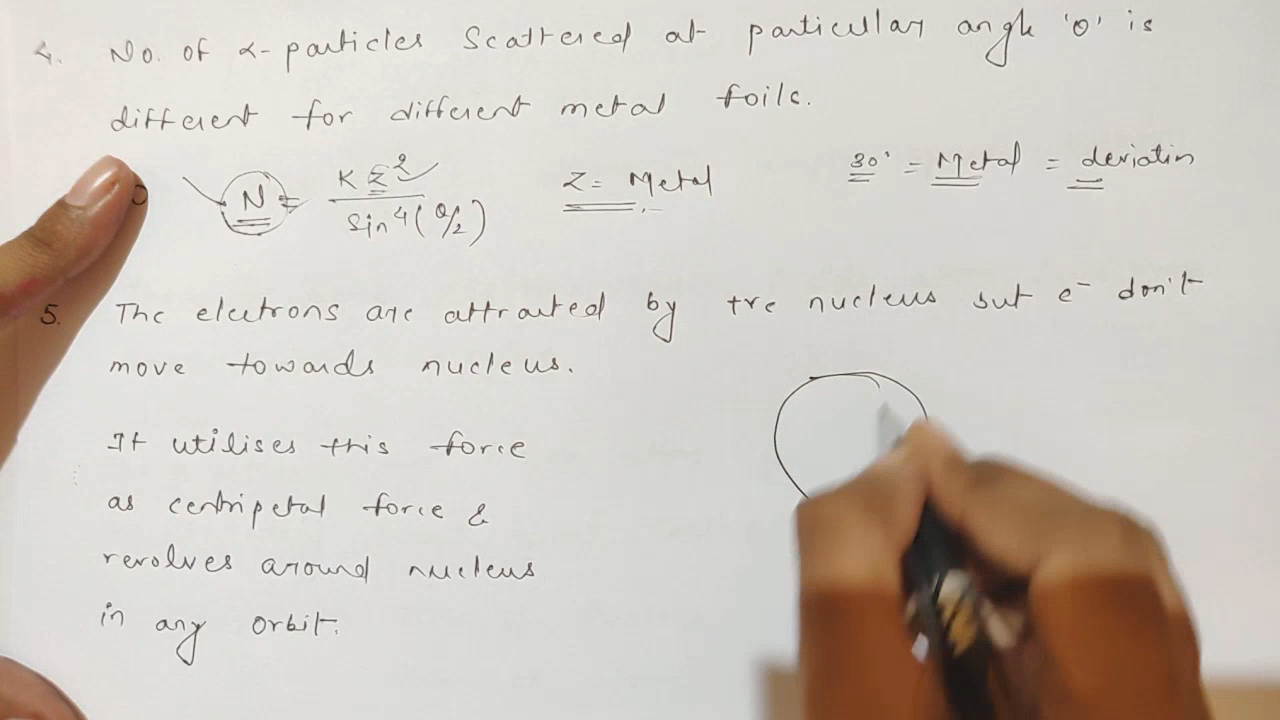 4. No. of α-particles Scattered at particular angle 'θ' is
different for different metal foils.
N = KZ²/sin⁴(θ/2) Z = Metal 30° = Metal = deviation
5. The electrons are attracted by +ve nucleus but e⁻ don't
move towards nucleus.
It utilises this force
as centripetal force &
revolves around nucleus
in any orbit.